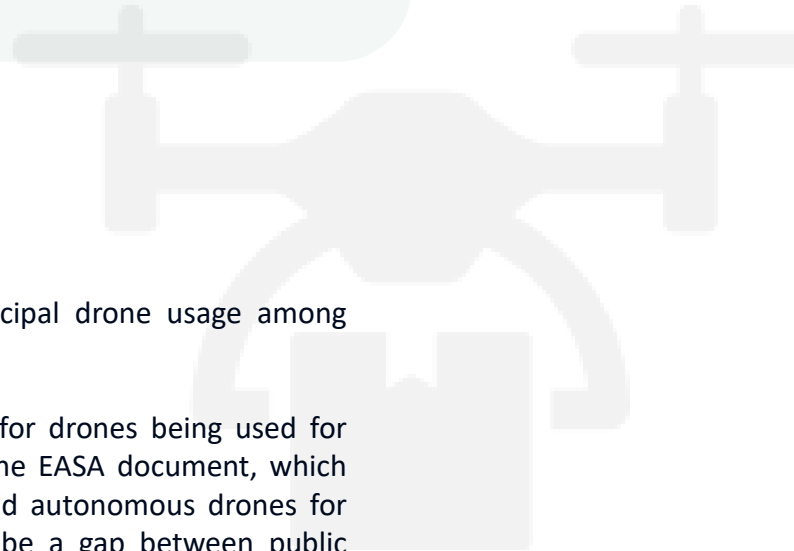 cipal drone usage among
for drones being used for
ne EASA document, which
d autonomous drones for
be a gap between public